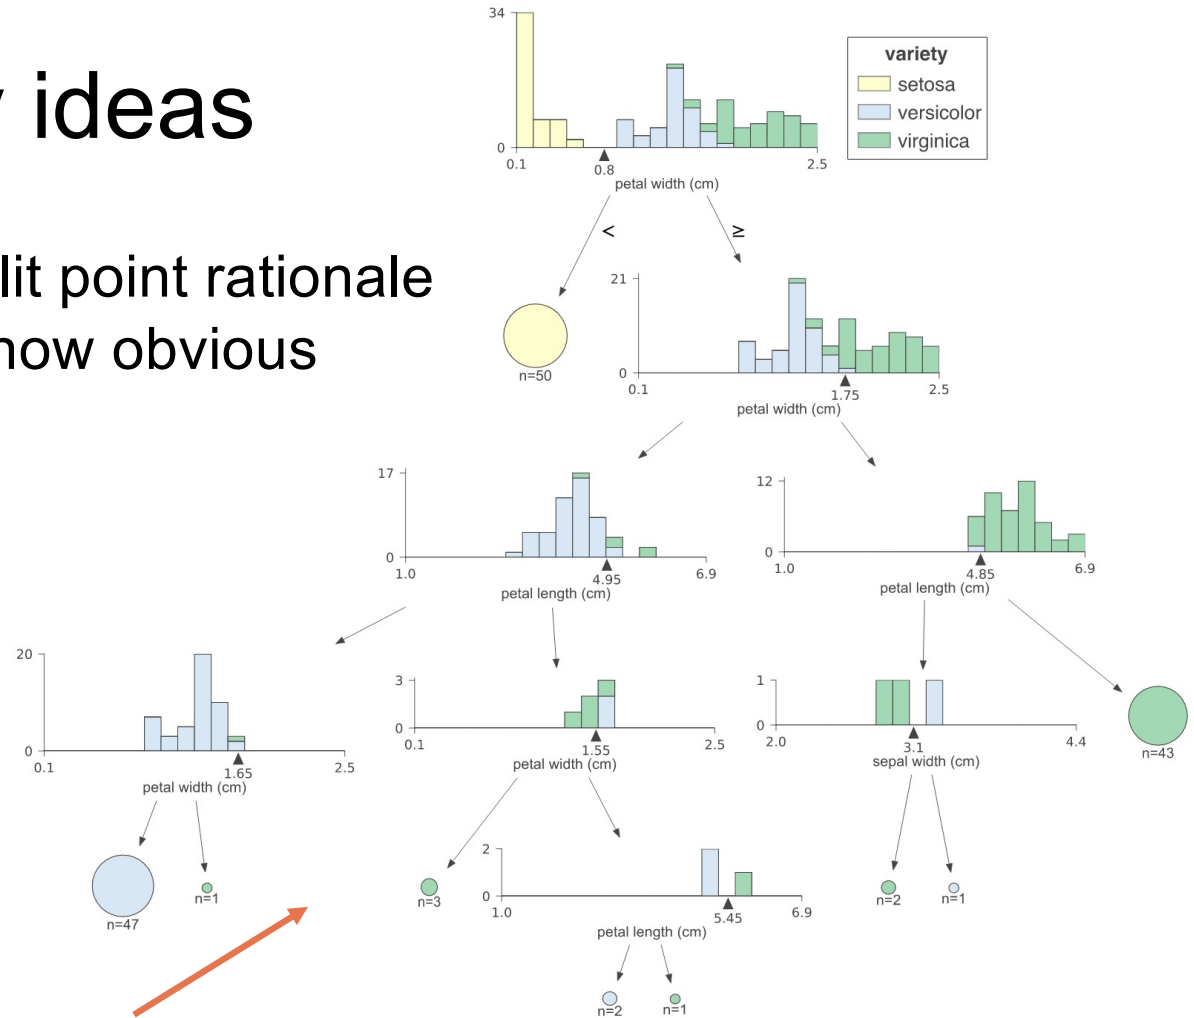 y ideas
lit point rationale
now obvious
34
0
0.1
0.8
2.5
petal width (cm)
variety
setosa
versicolor
virginica
<
≥
n=50
21
0
0.1
1.75
2.5
petal width (cm)
17
0
1.0
4.95
6.9
petal length (cm)
12
0
1.0
4.85
6.9
petal length (cm)
20
0
0.1
1.65
2.5
petal width (cm)
3
0
0.1
1.55
2.5
petal width (cm)
1
0
2.0
3.1
4.4
sepal width (cm)
n=43
n=47
n=1
n=3
2
0
1.0
5.45
6.9
petal length (cm)
n=2
n=1
n=2
n=1